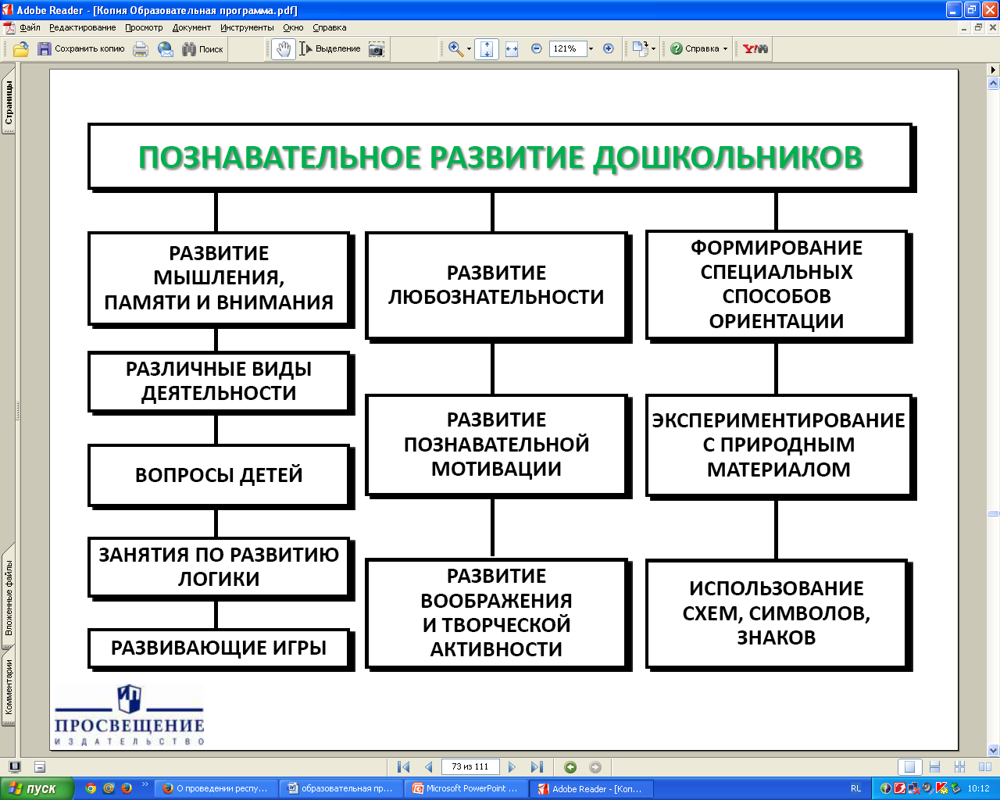 Adobe Reader - [Копия Образовательная программа.pdf]
Файл Редактирование Просмотр Документ Инструменты Окно Справка
Сохранить копию Поиск Выделение 121% Справка Y!
Страницы
ПОЗНАВАТЕЛЬНОЕ РАЗВИТИЕ ДОШКОЛЬНИКОВ
РАЗВИТИЕ
МЫШЛЕНИЯ,
ПАМЯТИ И ВНИМАНИЯ
РАЗЛИЧНЫЕ ВИДЫ
ДЕЯТЕЛЬНОСТИ
ВОПРОСЫ ДЕТЕЙ
ЗАНЯТИЯ ПО РАЗВИТИЮ
ЛОГИКИ
РАЗВИВАЮЩИЕ ИГРЫ
РАЗВИТИЕ
ЛЮБОЗНАТЕЛЬНОСТИ
РАЗВИТИЕ
ПОЗНАВАТЕЛЬНОЙ
МОТИВАЦИИ
РАЗВИТИЕ
ВООБРАЖЕНИЯ
И ТВОРЧЕСКОЙ
АКТИВНОСТИ
ФОРМИРОВАНИЕ
СПЕЦИАЛЬНЫХ
СПОСОБОВ
ОРИЕНТАЦИИ
ЭКСПЕРИМЕНТИРОВАНИЕ
С ПРИРОДНЫМ
МАТЕРИАЛОМ
ИСПОЛЬЗОВАНИЕ
СХЕМ, СИМВОЛОВ,
ЗНАКОВ
Вложенные файлы
Комментарии
ИП
ПРОСВЕЩЕНИЕ
ИЗДАТЕЛЬСТВО
73 из 111
пуск
О проведении респу...
образовательная пр...
Microsoft PowerPoint ...
Adobe Reader - [Коп...
RL
10:12